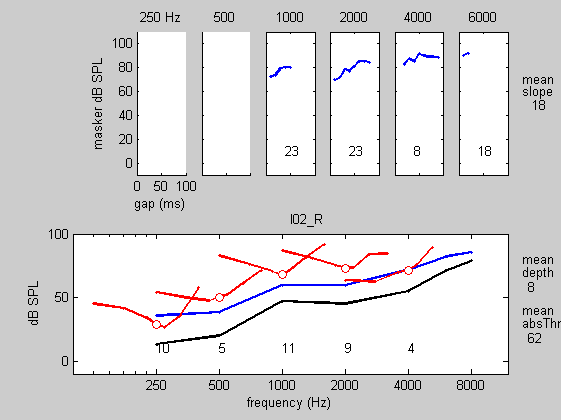 250 Hz 500 1000 2000 4000 6000
100
80
60
40
20
0
masker dB SPL
23 23 8 18
0 50 100
gap (ms)
mean
slope
18
I02_R
100
50
0
dB SPL
10 5 11 9 4
250 500 1000 2000 4000 8000
frequency (Hz)
mean
depth
8
mean
absThr
62